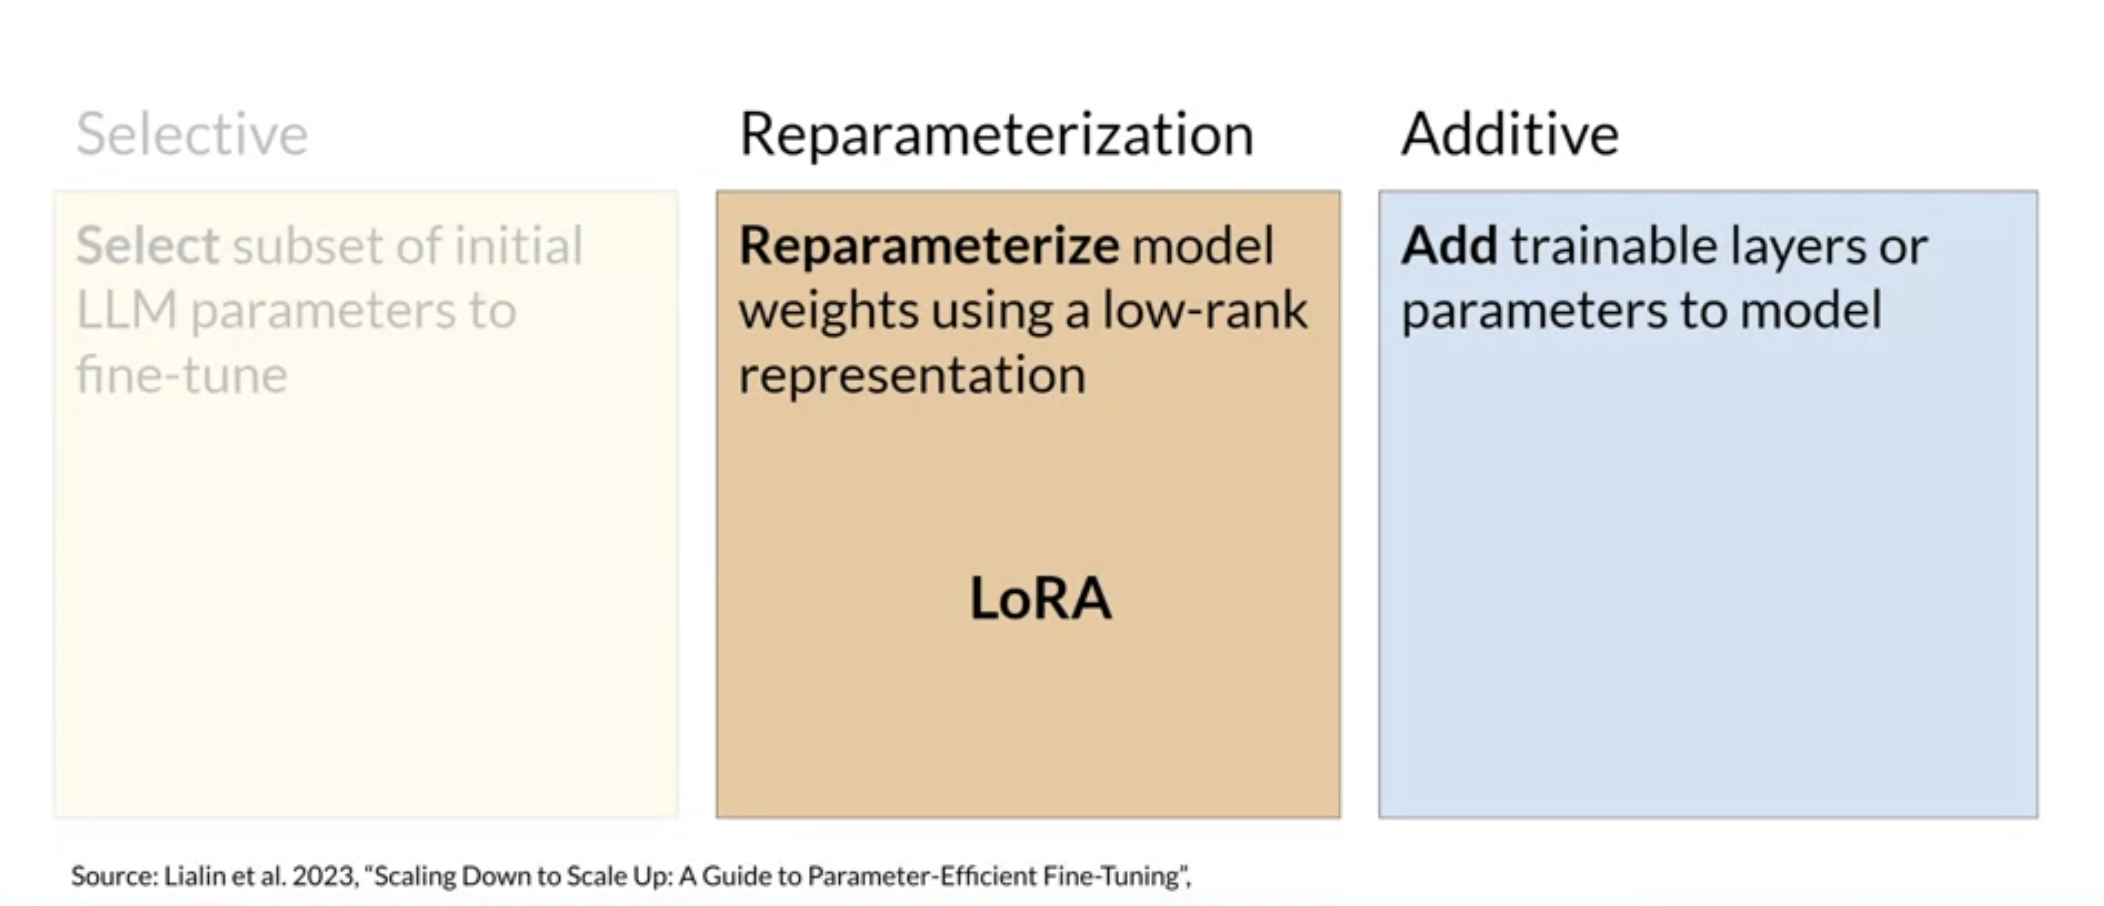 Selective
Select subset of initial
LLM parameters to
fine-tune
Reparameterization
Reparameterize model
weights using a low-rank
representation
LoRA
Additive
Add trainable layers or
parameters to model
Source: Lialin et al. 2023, “Scaling Down to Scale Up: A Guide to Parameter-Efficient Fine-Tuning”,